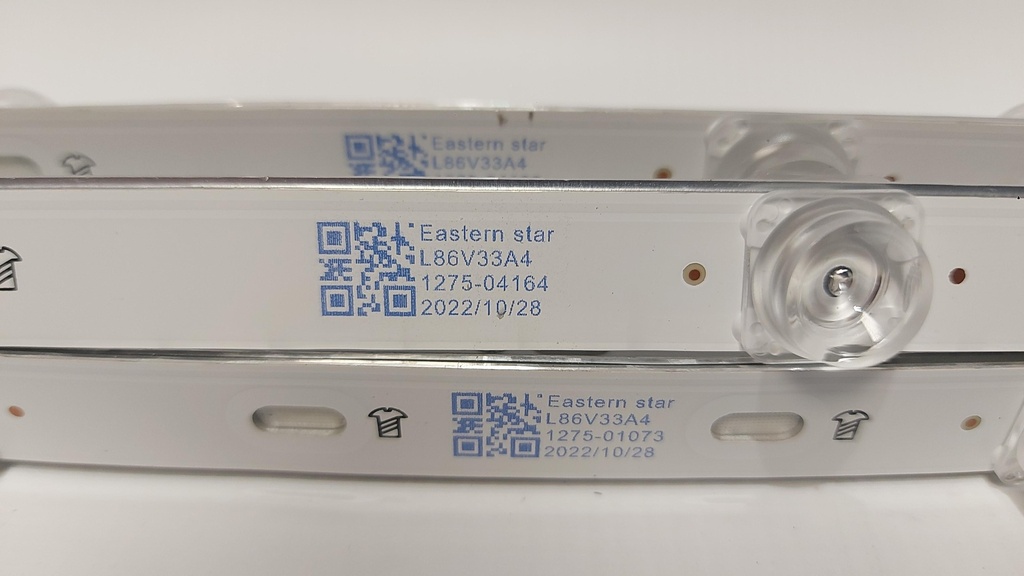 Eastern star
L86V33A4
Eastern star
L86V33A4
1275-04164
2022/10/28
Eastern star
L86V33A4
1275-01073
2022/10/28